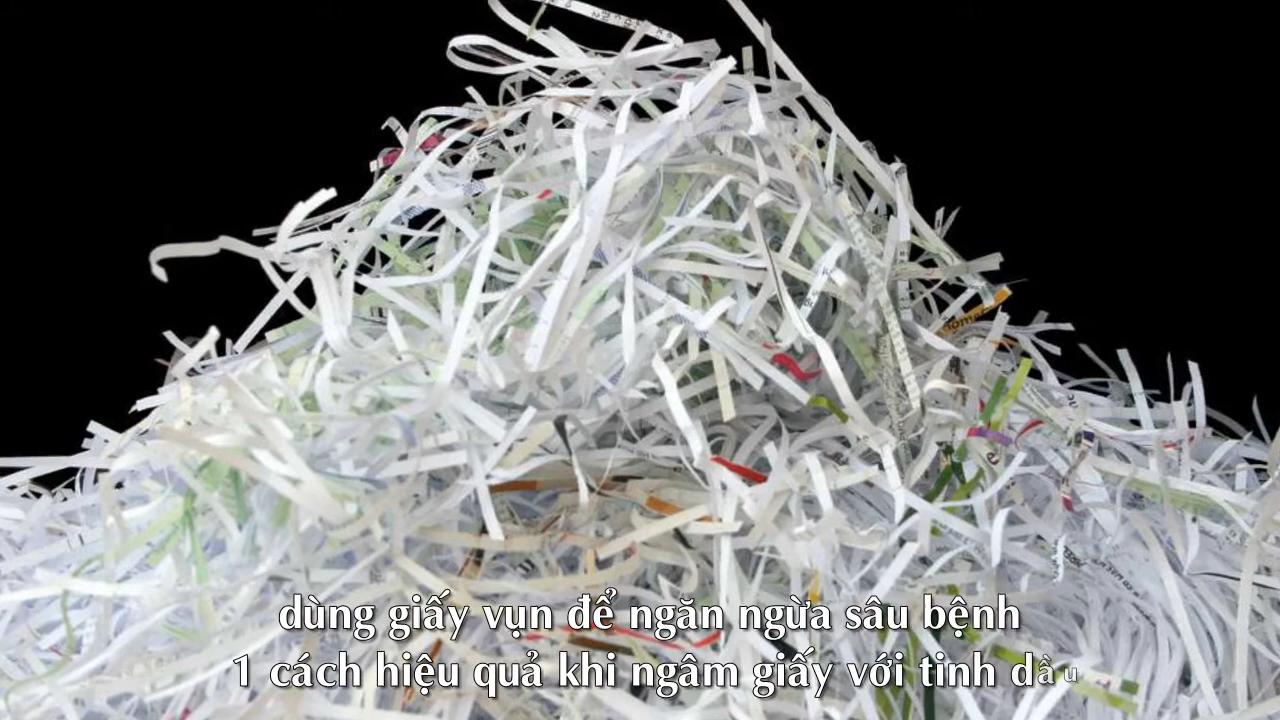 dùng giấy vụn để ngăn ngừa sâu bệnh
1 cách hiệu quả khi ngâm giấy với tinh dầu